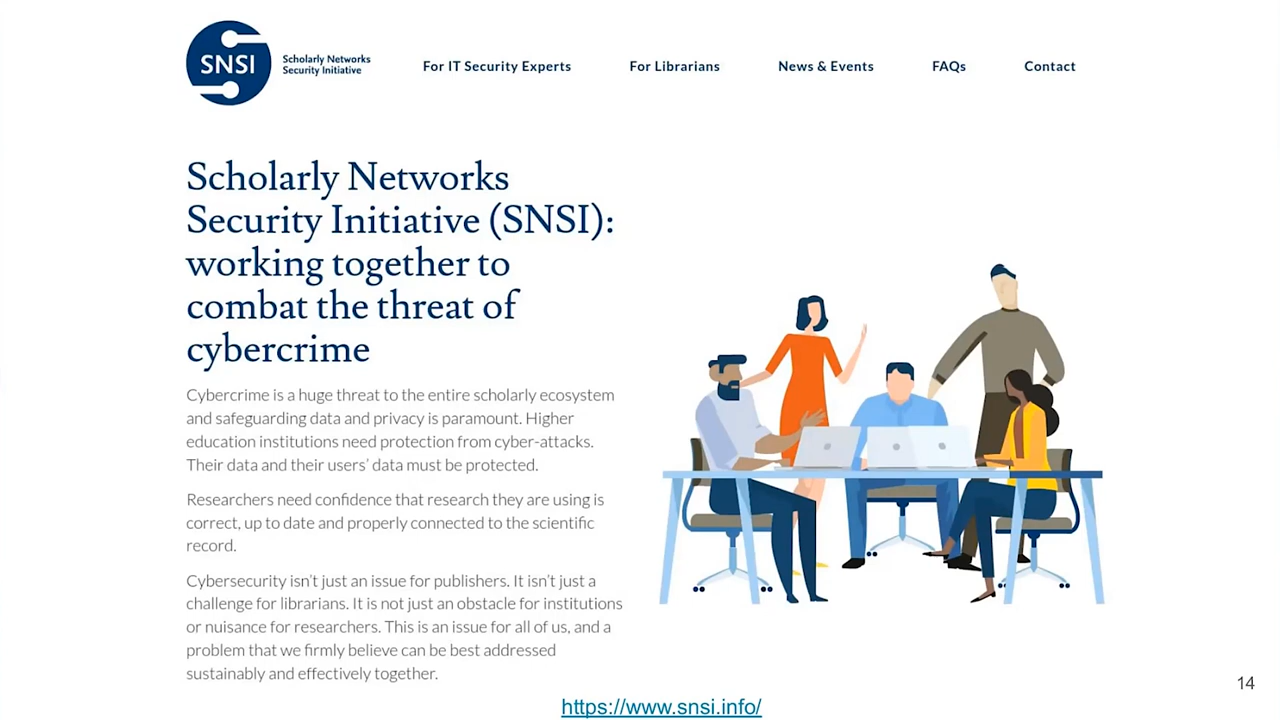 SNSI
Scholarly Networks
Security Initiative
For IT Security Experts
For Librarians
News & Events
FAQs
Contact
Scholarly Networks
Security Initiative (SNSI):
working together to
combat the threat of
cybercrime
Cybercrime is a huge threat to the entire scholarly ecosystem
and safeguarding data and privacy is paramount. Higher
education institutions need protection from cyber-attacks.
Their data and their users’ data must be protected.
Researchers need confidence that research they are using is
correct, up to date and properly connected to the scientific
record.
Cybersecurity isn’t just an issue for publishers. It isn’t just a
challenge for librarians. It is not just an obstacle for institutions
or nuisance for researchers. This is an issue for all of us, and a
problem that we firmly believe can be best addressed
sustainably and effectively together.
14
https://www.snsi.info/